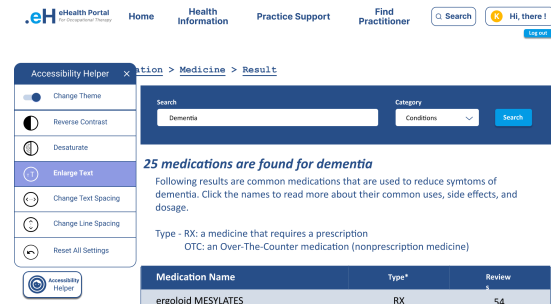 .eH eHealth Portal
For Occupational Therapy
Home
Health Information
Practice Support
Find Practitioner
Search
K Hi, there !
Log out
Accessibility Helper ×
ation > Medicine > Result
Change Theme
Reverse Contrast
Desaturate
Enlarge Text
Change Text Spacing
Change Line Spacing
Reset All Settings
Accessibility
Helper
Search
Dementia
Category
Conditions
Search
25 medications are found for dementia
Following results are common medications that are used to reduce symtoms of
dementia. Click the names to read more about their common uses, side effects, and
dosage.
Type - RX: a medicine that requires a prescription
OTC: an Over-The-Counter medication (nonprescription medicine)
Medication Name Type* Review
s
ergoloid MESYLATES RX 54